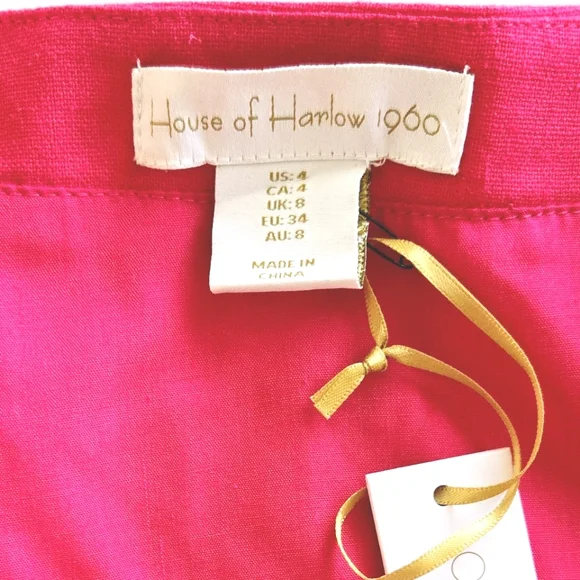 House of Harlow 1960
US: 4
CA: 4
UK: 8
EU: 34
AU: 8
MADE IN
CHINA